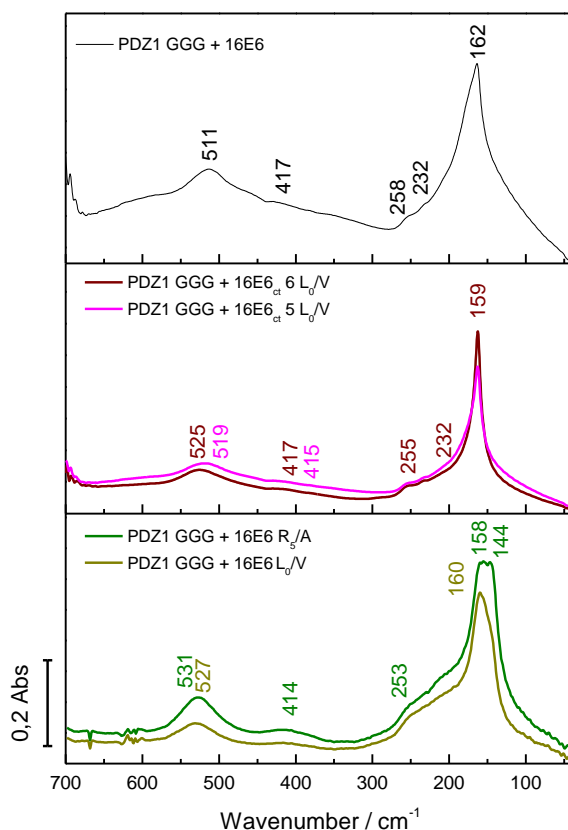 PDZ1 GGG + 16E6
162
511
417
258
232
PDZ1 GGG + 16E6ct 6 L0/V
PDZ1 GGG + 16E6ct 5 L0/V
159
525
519
417
415
255
232
PDZ1 GGG + 16E6 R5/A
PDZ1 GGG + 16E6 L0/V
158
144
160
531
527
414
253
0,2 Abs
700 600 500 400 300 200 100
Wavenumber / cm-1